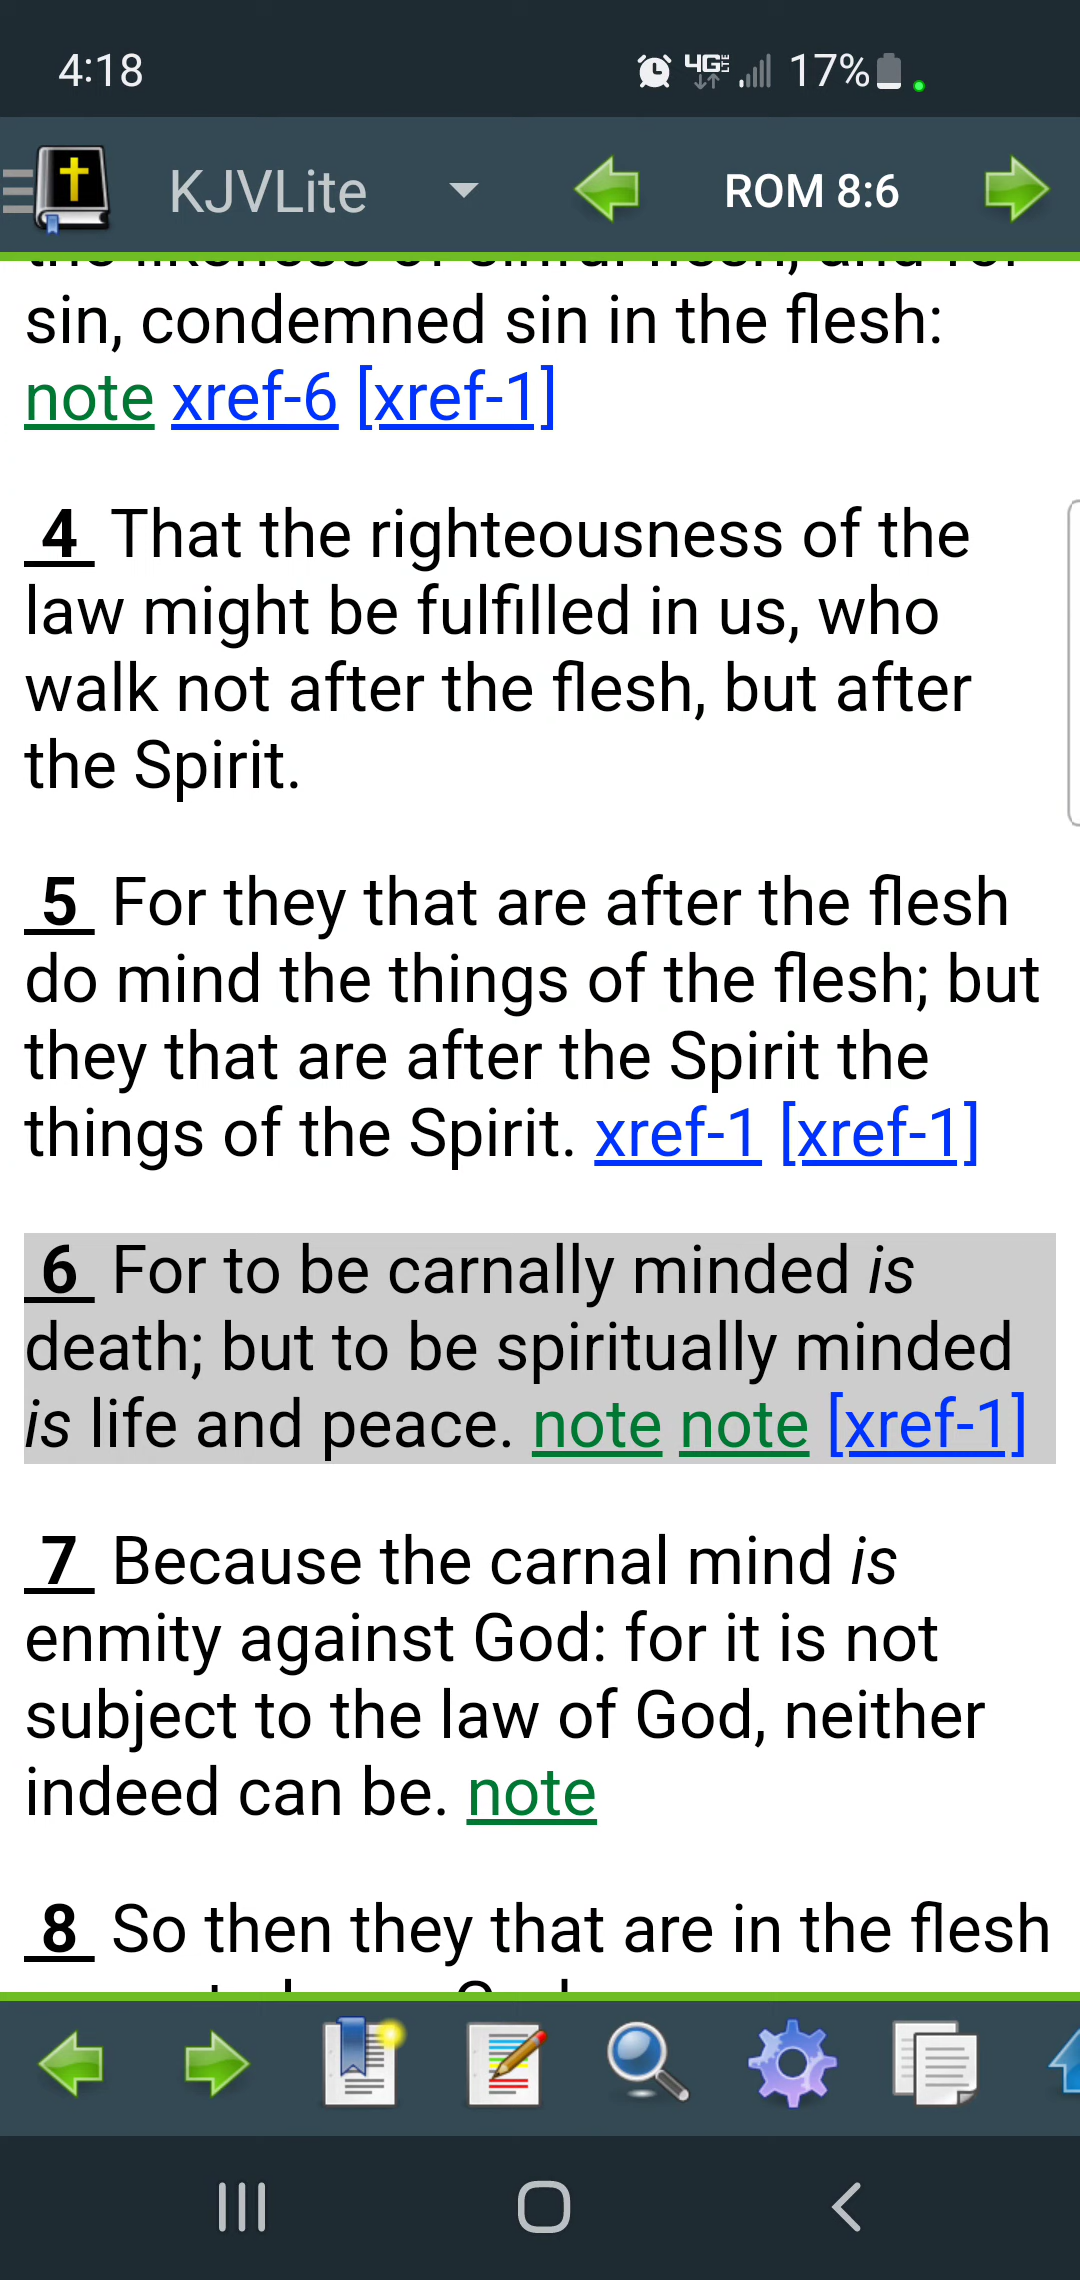 4:18
4G LTE 17%
KJVLite
ROM 8:6
sin, condemned sin in the flesh:
note xref-6 [xref-1]
4 That the righteousness of the
law might be fulfilled in us, who
walk not after the flesh, but after
the Spirit.
5 For they that are after the flesh
do mind the things of the flesh; but
they that are after the Spirit the
things of the Spirit. xref-1 [xref-1]
6 For to be carnally minded is
death; but to be spiritually minded
is life and peace. note note [xref-1]
7 Because the carnal mind is
enmity against God: for it is not
subject to the law of God, neither
indeed can be. note
8 So then they that are in the flesh